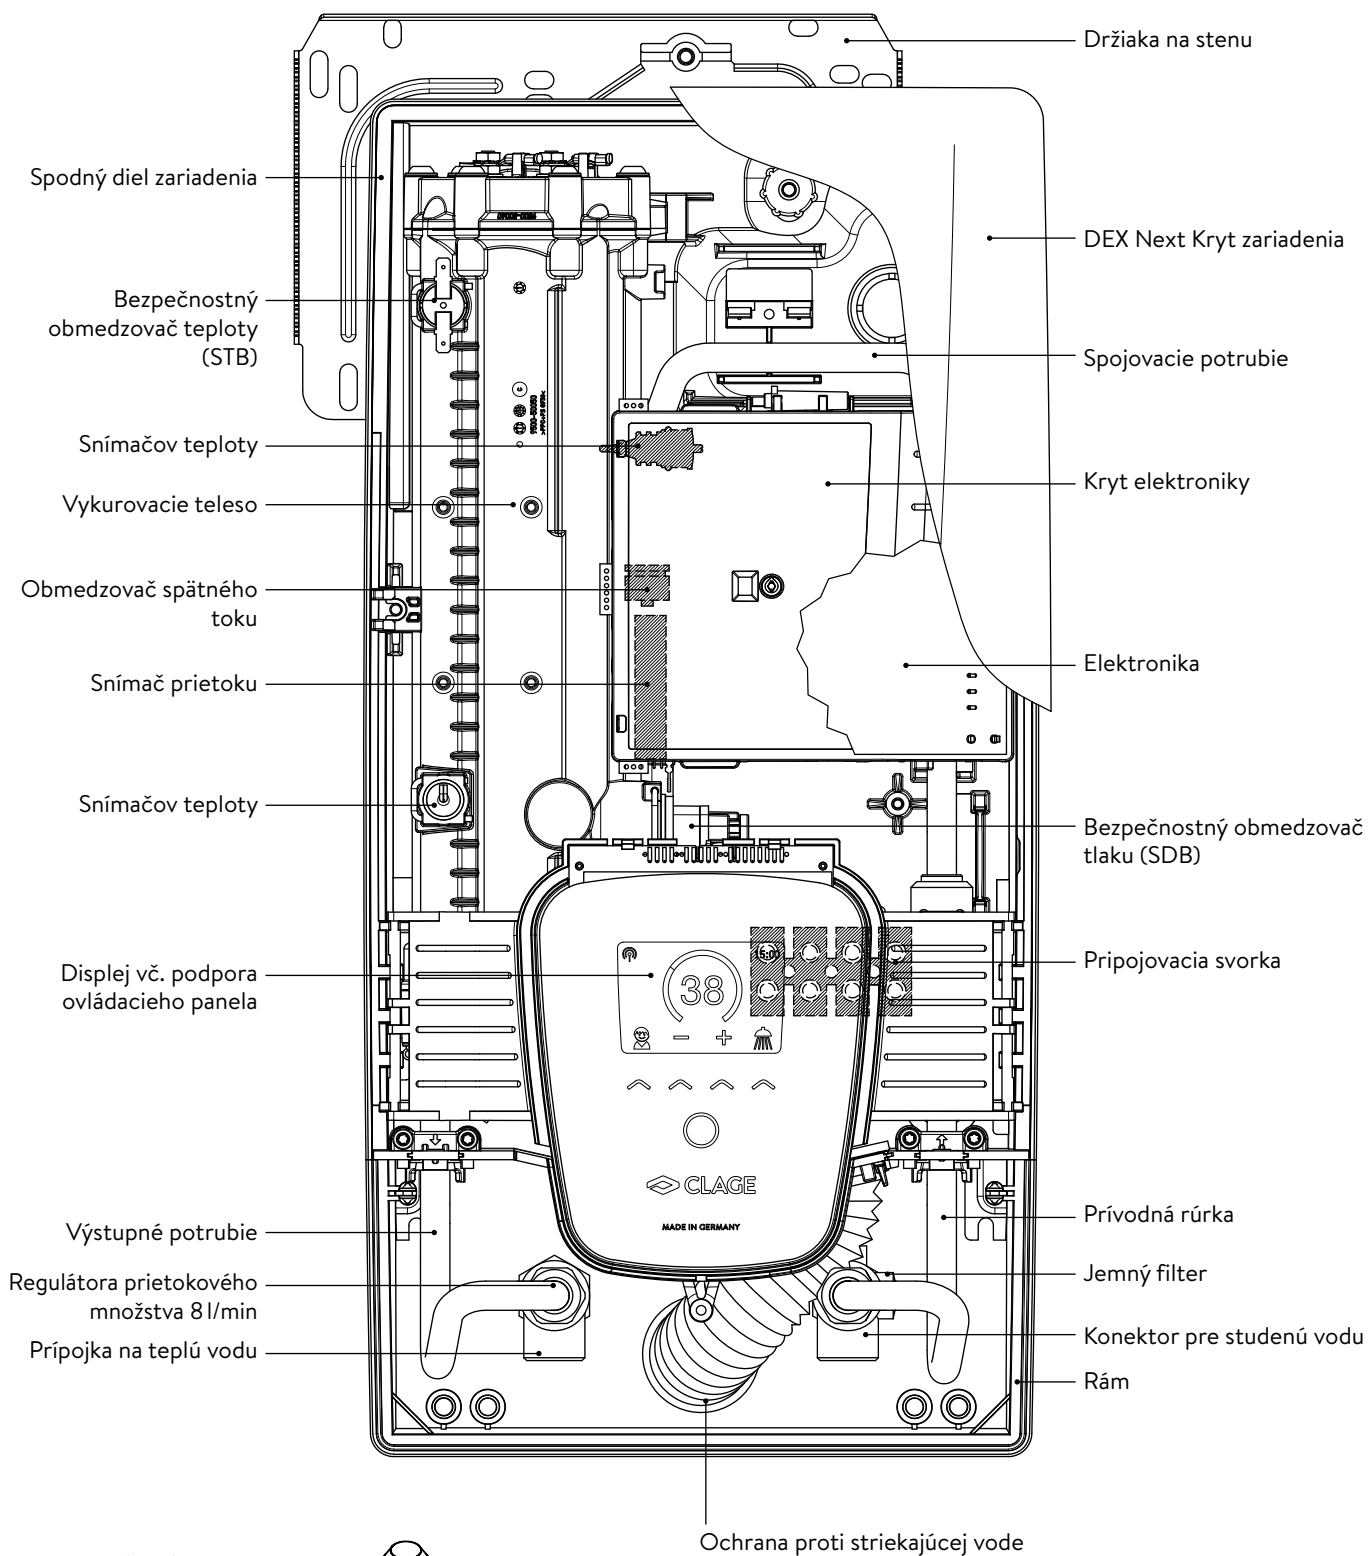 Držiaka na stenu
Spodný diel zariadenia
DEX Next Kryt zariadenia
Bezpečnostný
obmedzovač teploty
(STB)
Spojovacie potrubie
Snímačov teploty
Kryt elektroniky
Vykurovacie teleso
Obmedzovač spätného
toku
Elektronika
Snímač prietoku
Snímačov teploty
Bezpečnostný obmedzovač
tlaku (SDB)
Displej vč. podpora
ovládacieho panela
15:00
38
Pripojovacia svorka
CLAGE
MADE IN GERMANY
Výstupné potrubie
Prívodná rúrka
Regulátora prietokového
množstva 8 l/min
Jemný filter
Prípojka na teplú vodu
Konektor pre studenú vodu
Rám
Ochrana proti striekajúcej vode